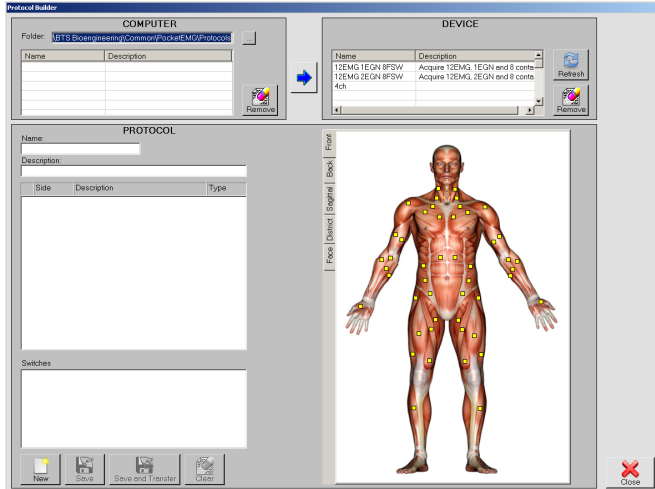 Protocol Builder
COMPUTER
Folder: \BTS Bioengineering\Common\PocketEMG\Protocols ...
Name Description
Remove
DEVICE
Name Description
12EMG 1EGN 8FSW Acquire 12EMG, 1EGN and 8 conta
12EMG 2EGN 8FSW Acquire 12EMG, 2EGN and 8 conta
4ch
Refresh
Remove
PROTOCOL
Name:
Description:
Side Description Type
Switches
New Save Save and Transfer Clear
Front
Back
Sagittal
District
Face
Close